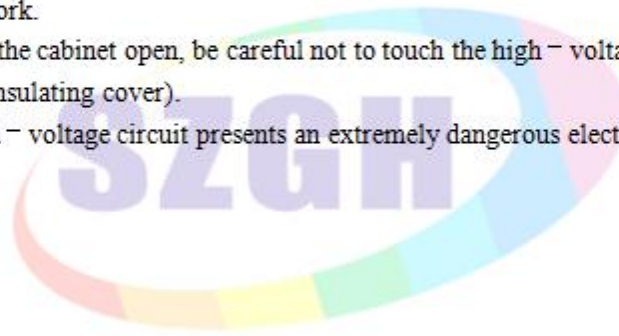 ork.
the cabinet open, be careful not to touch the high－volta
nsulating cover).
－voltage circuit presents an extremely dangerous elect
SZGH